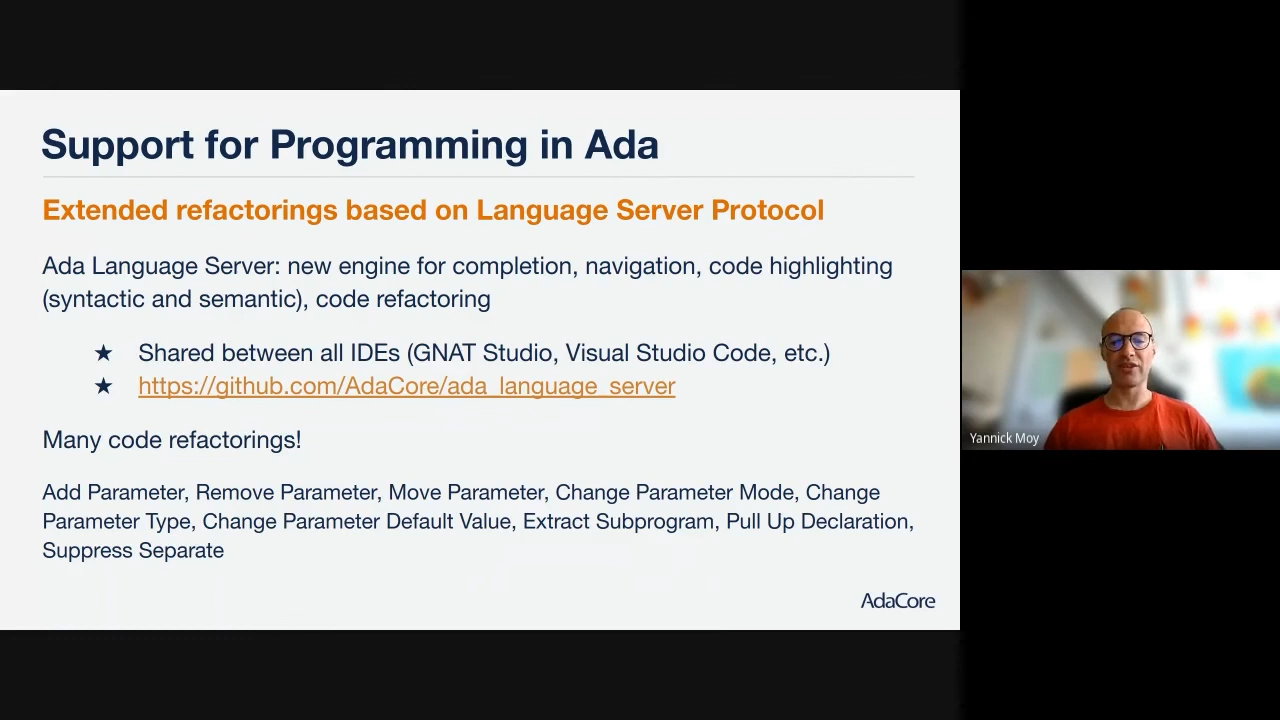 Support for Programming in Ada
Extended refactorings based on Language Server Protocol
Ada Language Server: new engine for completion, navigation, code highlighting
(syntactic and semantic), code refactoring
★ Shared between all IDEs (GNAT Studio, Visual Studio Code, etc.)
★ https://github.com/AdaCore/ada_language_server
Many code refactorings!
Add Parameter, Remove Parameter, Move Parameter, Change Parameter Mode, Change
Parameter Type, Change Parameter Default Value, Extract Subprogram, Pull Up Declaration,
Suppress Separate
AdaCore
Yannick Moy